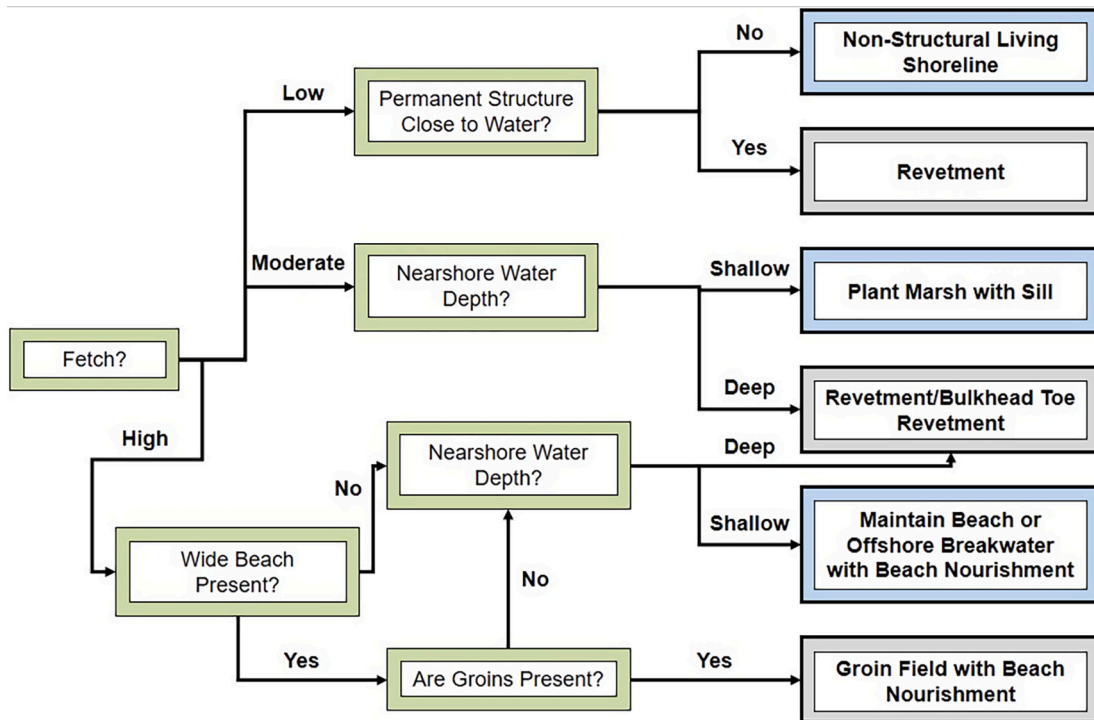 No
Non-Structural Living
Shoreline
Low
Permanent Structure
Close to Water?
Yes
Revetment
Moderate
Nearshore Water
Depth?
Shallow
Plant Marsh with Sill
Fetch?
Deep
Revetment/Bulkhead Toe
Revetment
High
No
Nearshore Water
Depth?
Deep
Shallow
Maintain Beach or
Offshore Breakwater
with Beach Nourishment
Wide Beach
Present?
No
Yes
Are Groins Present?
Yes
Groin Field with Beach
Nourishment